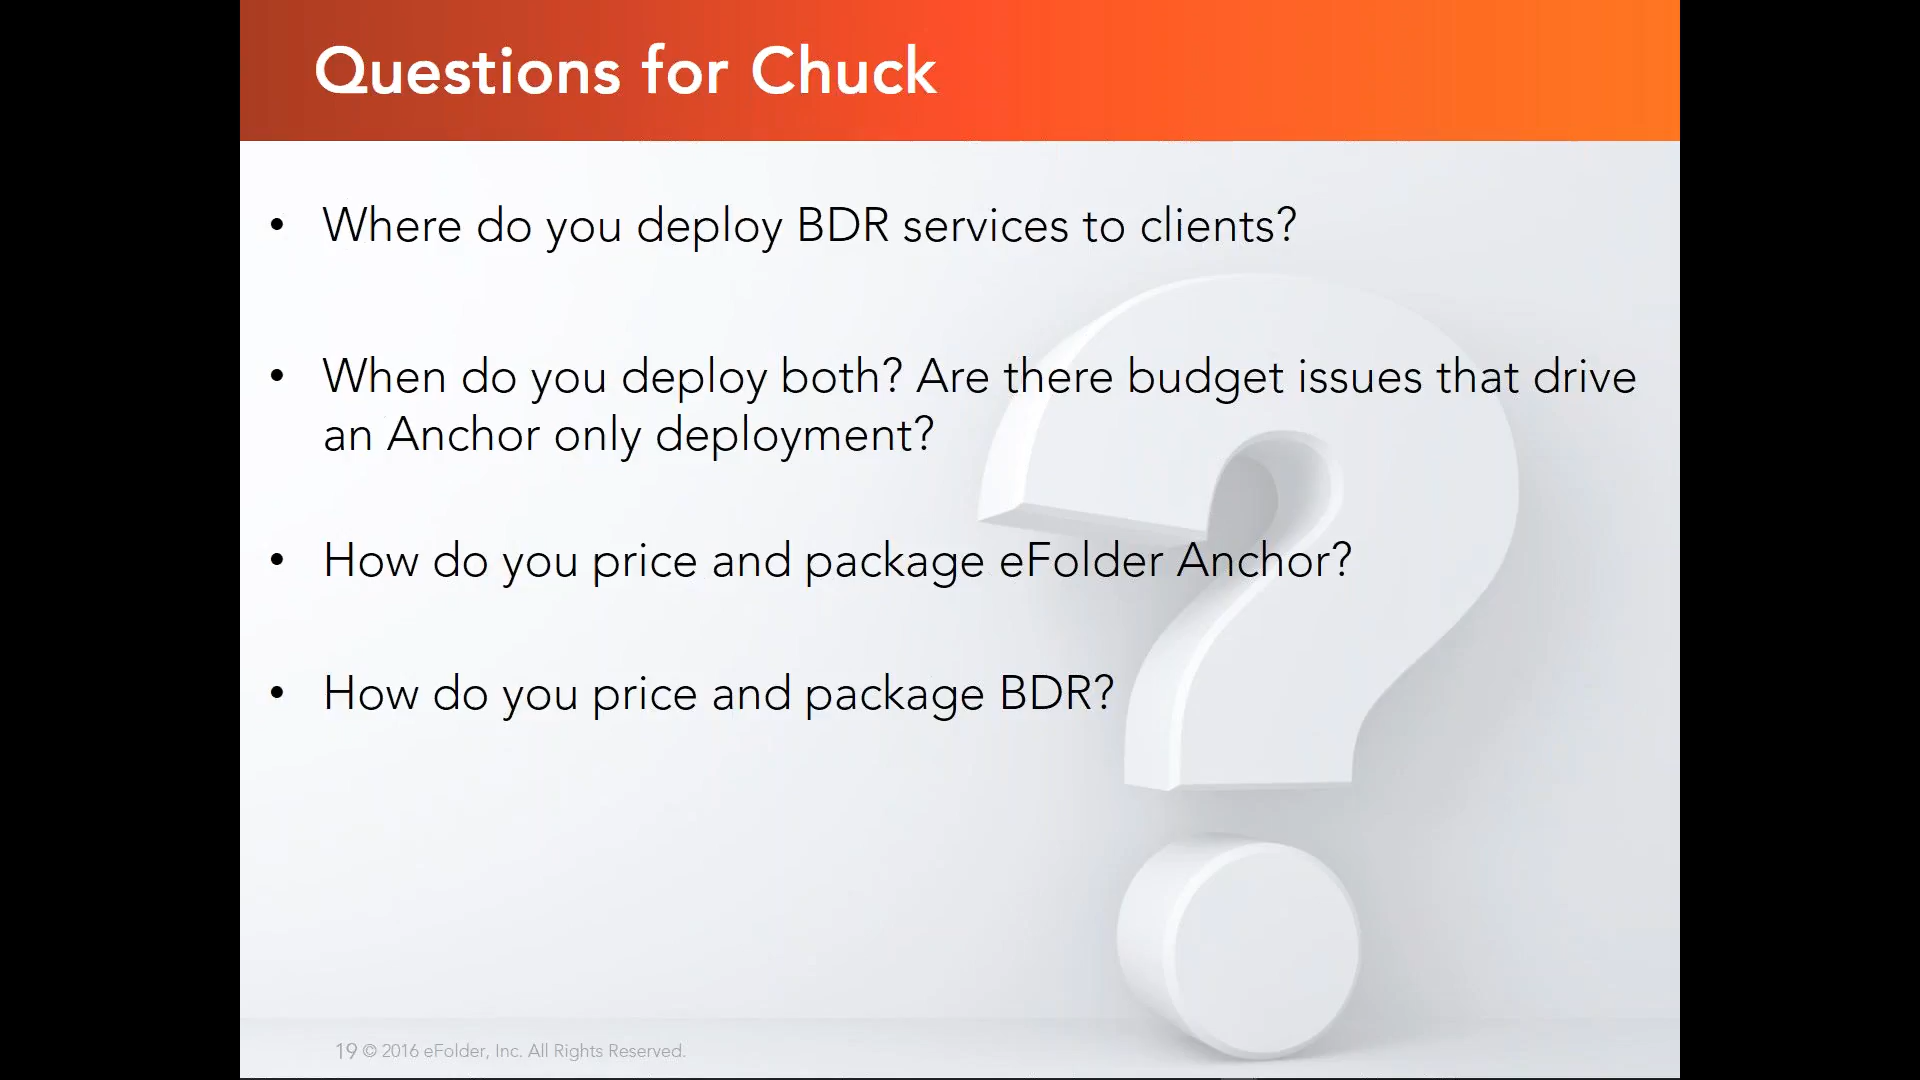 Questions for Chuck
• Where do you deploy BDR services to clients?
• When do you deploy both? Are there budget issues that drive
an Anchor only deployment?
• How do you price and package eFolder Anchor?
• How do you price and package BDR?
19 © 2016 eFolder, Inc. All Rights Reserved.